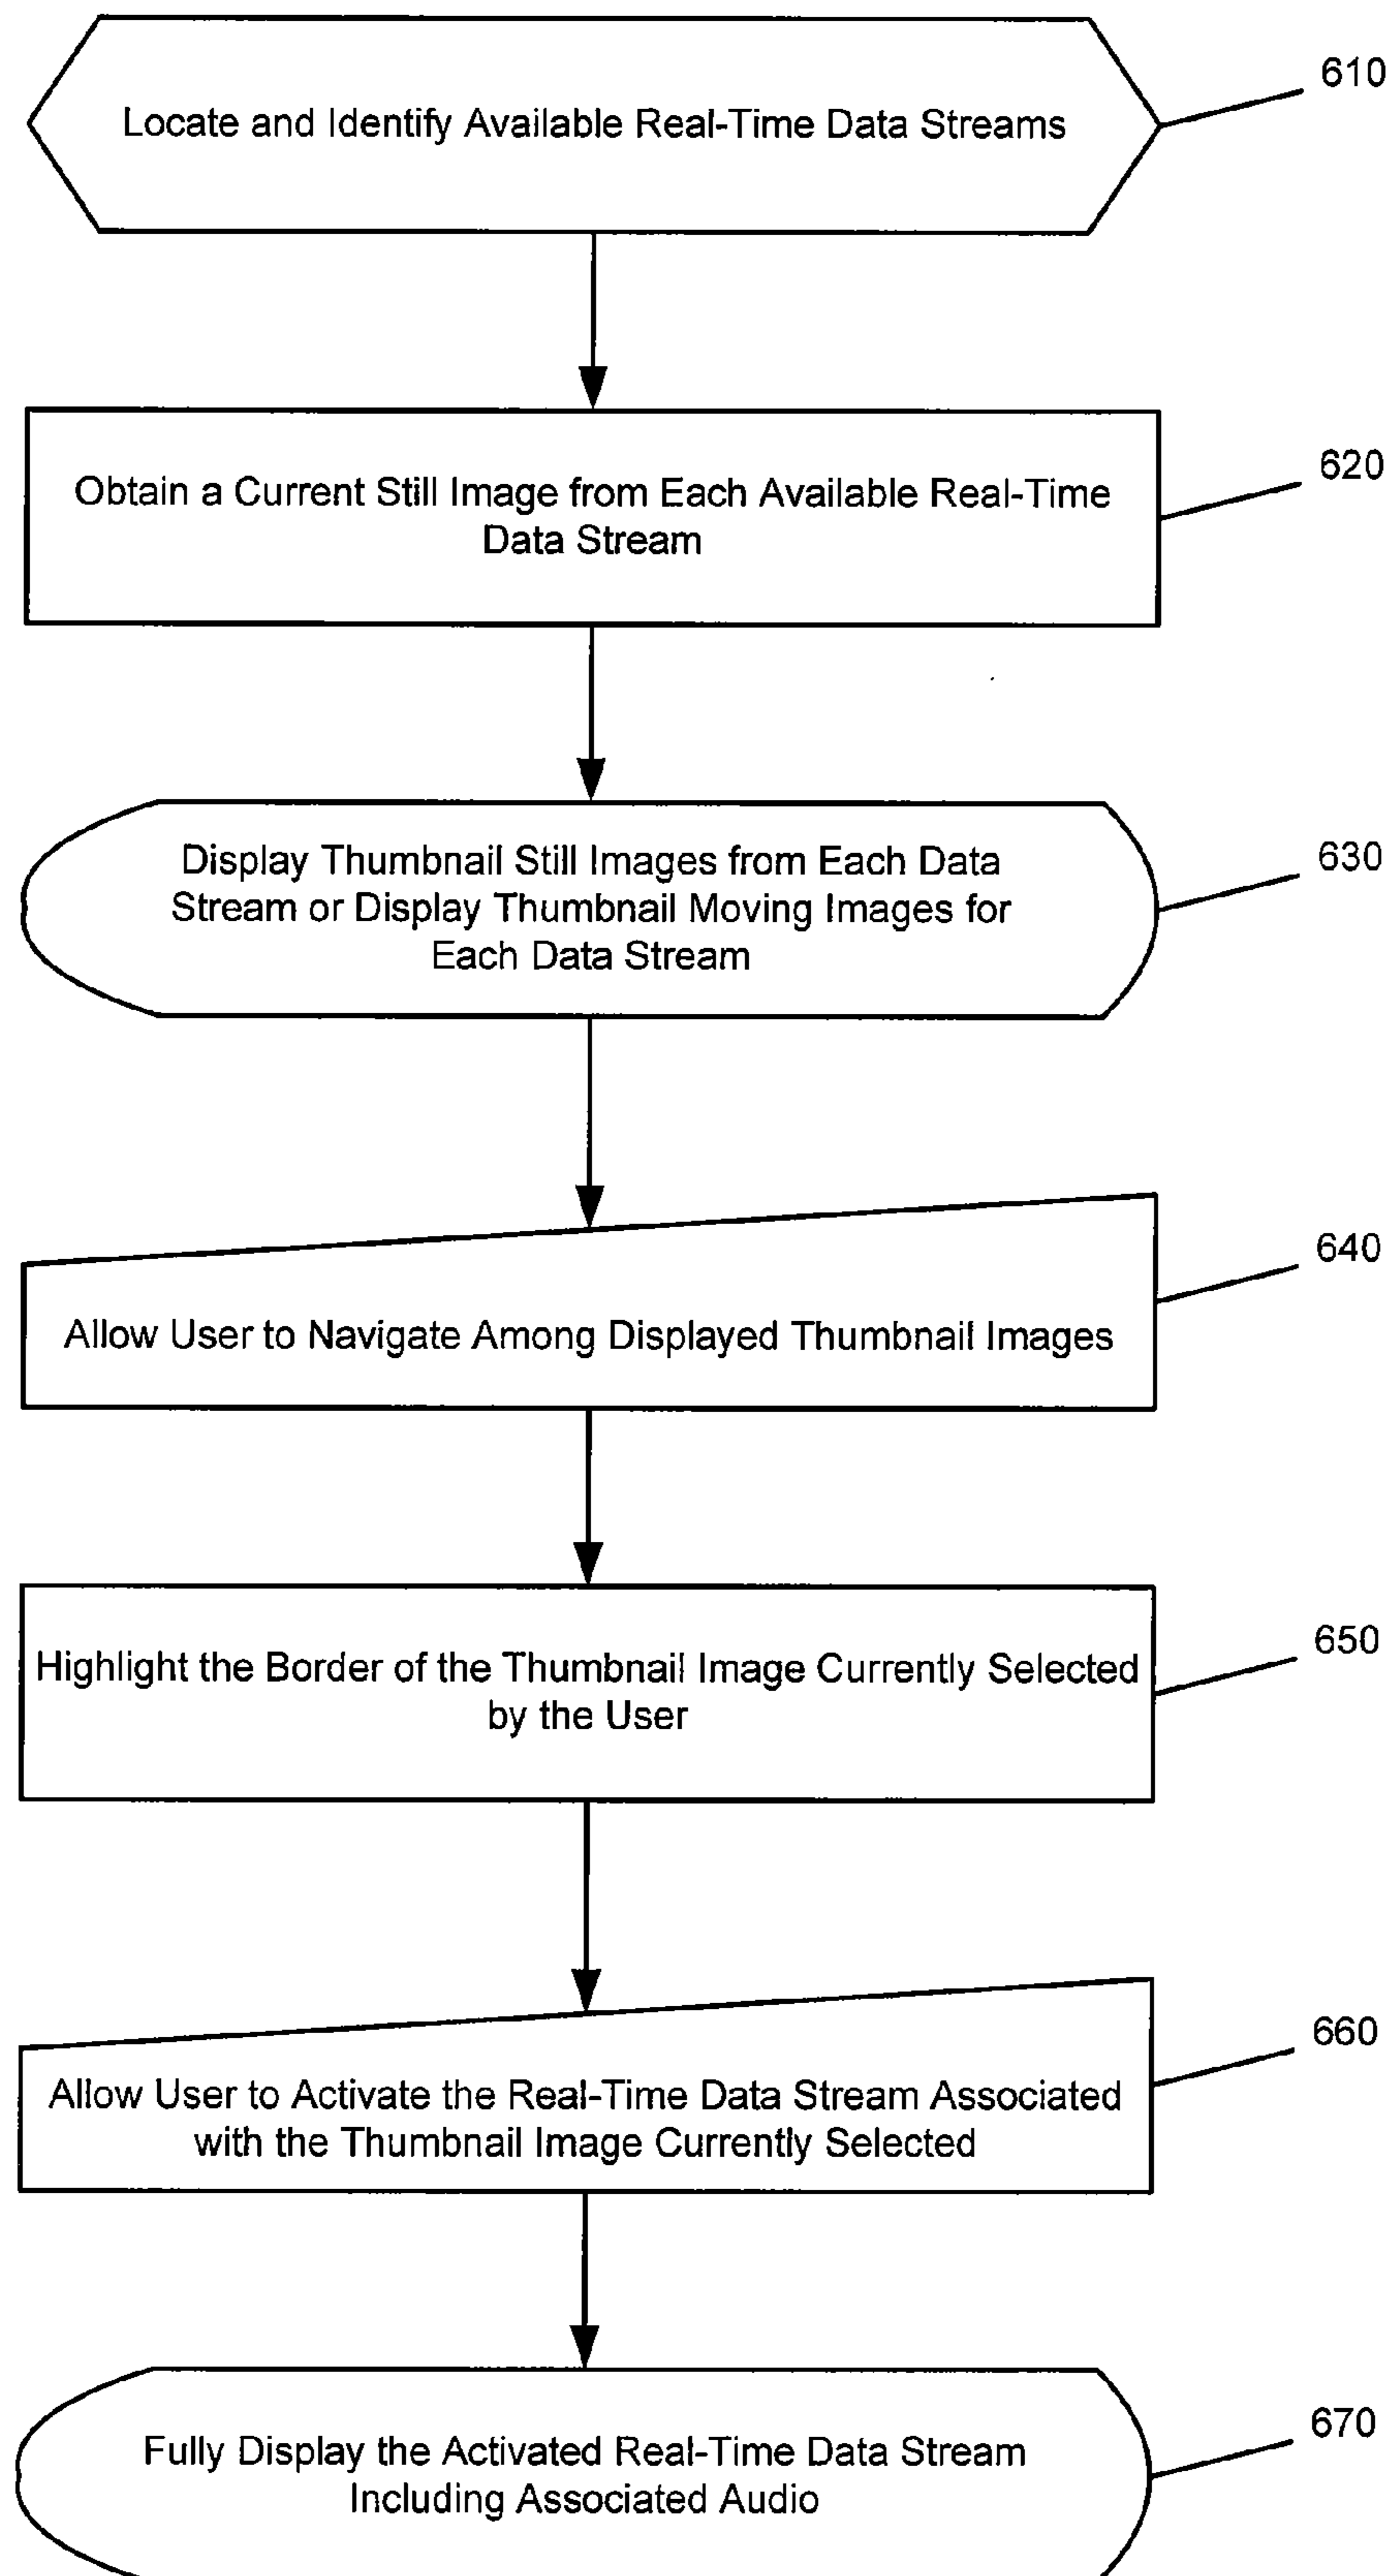 610
Locate and Identify Available Real-Time Data Streams
620
Obtain a Current Still Image from Each Available Real-Time
Data Stream
630
Display Thumbnail Still Images from Each Data
Stream or Display Thumbnail Moving Images for
Each Data Stream
640
Allow User to Navigate Among Displayed Thumbnail Images
650
Highlight the Border of the Thumbnail Image Currently Selected
by the User
660
Allow User to Activate the Real-Time Data Stream Associated
with the Thumbnail Image Currently Selected
670
Fully Display the Activated Real-Time Data Stream
Including Associated Audio